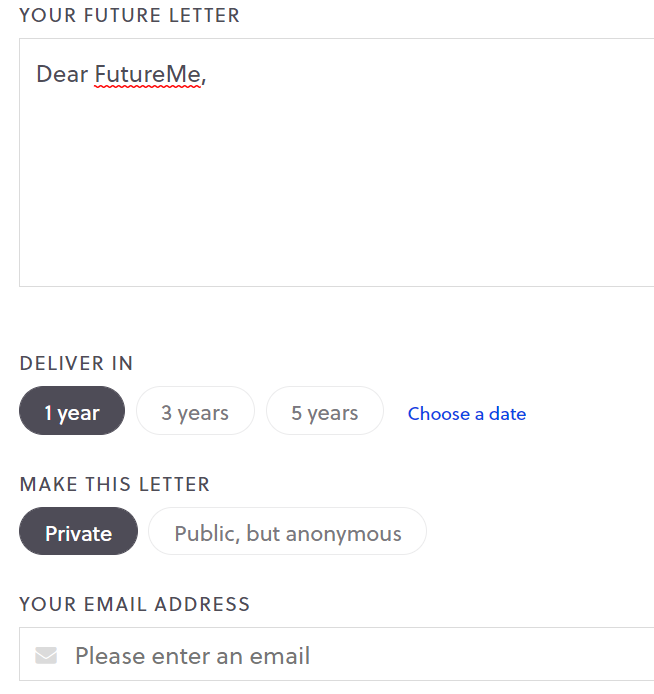 YOUR FUTURE LETTER
Dear FutureMe,
DELIVER IN
1 year 3 years 5 years Choose a date
MAKE THIS LETTER
Private Public, but anonymous
YOUR EMAIL ADDRESS
Please enter an email